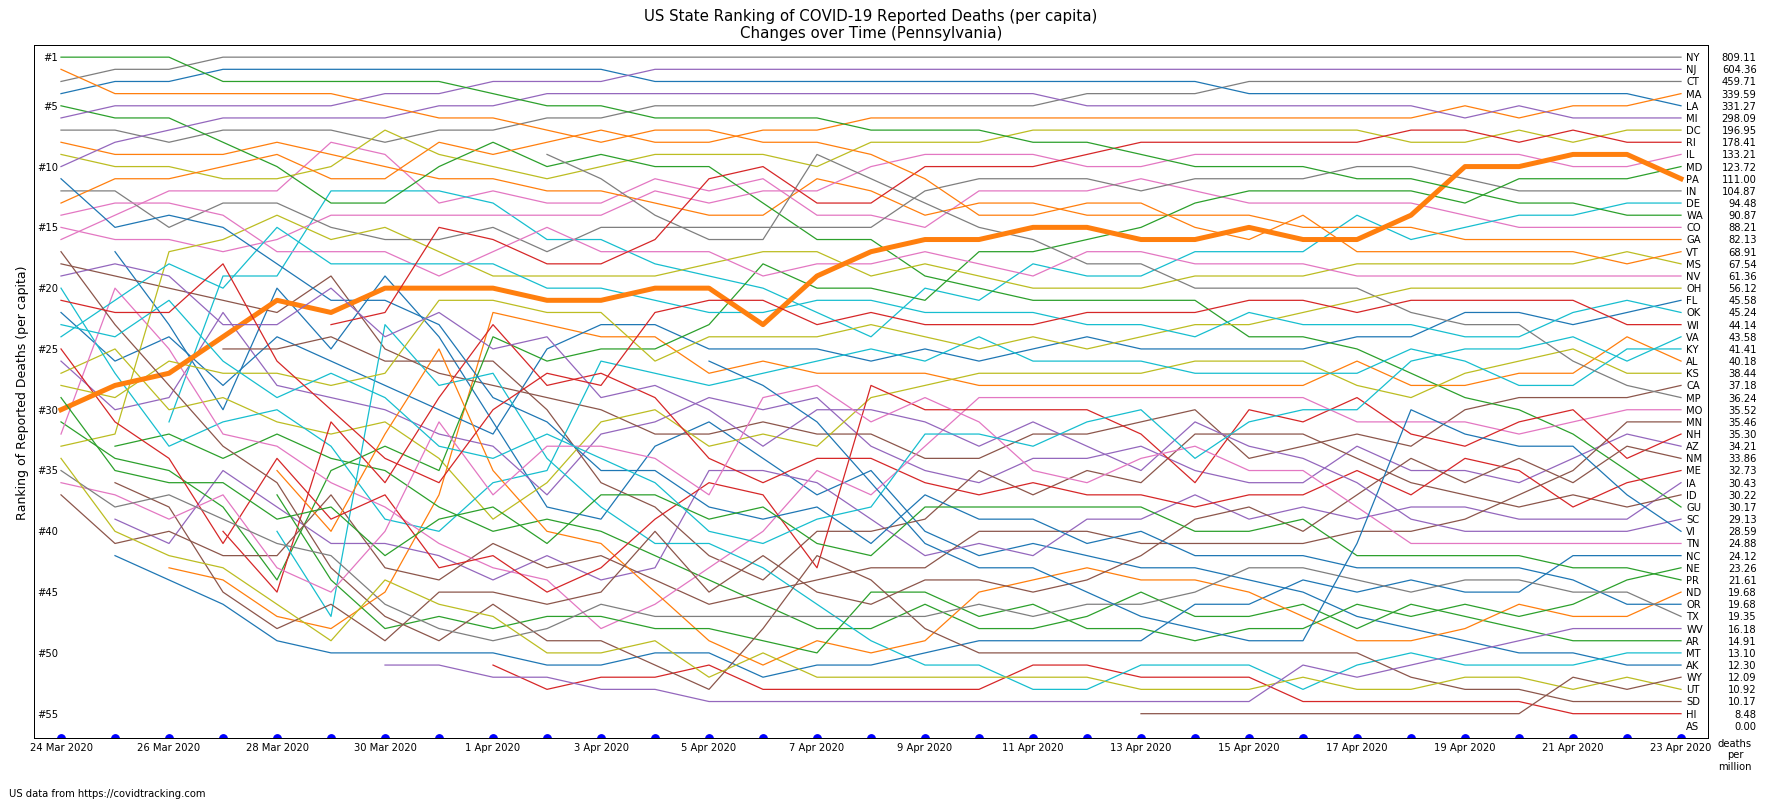 US State Ranking of COVID-19 Reported Deaths (per capita)
Changes over Time (Pennsylvania)
Ranking of Reported Deaths (per capita)
#1
#5
#10
#15
#20
#25
#30
#35
#40
#45
#50
#55
NY 809.11
NJ 604.36
CT 459.71
MA 339.59
LA 331.27
MI 298.09
DC 196.95
RI 178.41
IL 133.21
MD 123.72
PA 111.00
IN 104.87
DE 94.48
WA 90.87
CO 88.21
GA 82.13
VT 68.91
MS 67.54
NV 61.36
OH 56.12
FL 45.58
OK 45.24
WI 44.14
VA 43.58
KY 41.41
AL 40.18
KS 38.44
CA 37.18
MP 36.24
MO 35.52
MN 35.46
NH 35.30
AZ 34.21
NM 33.86
ME 32.73
IA 30.43
ID 30.22
GU 30.17
SC 29.13
VI 28.59
TN 24.88
NC 24.12
NE 23.26
PR 21.61
ND 19.68
OR 19.68
TX 19.35
WV 16.18
AR 14.91
MT 13.10
AK 12.30
WY 12.09
UT 10.92
SD 10.17
HI 8.48
AS 0.00
24 Mar 2020 26 Mar 2020 28 Mar 2020 30 Mar 2020 1 Apr 2020 3 Apr 2020 5 Apr 2020 7 Apr 2020 9 Apr 2020 11 Apr 2020 13 Apr 2020 15 Apr 2020 17 Apr 2020 19 Apr 2020 21 Apr 2020 23 Apr 2020
deaths
per
million
US data from https://covidtracking.com